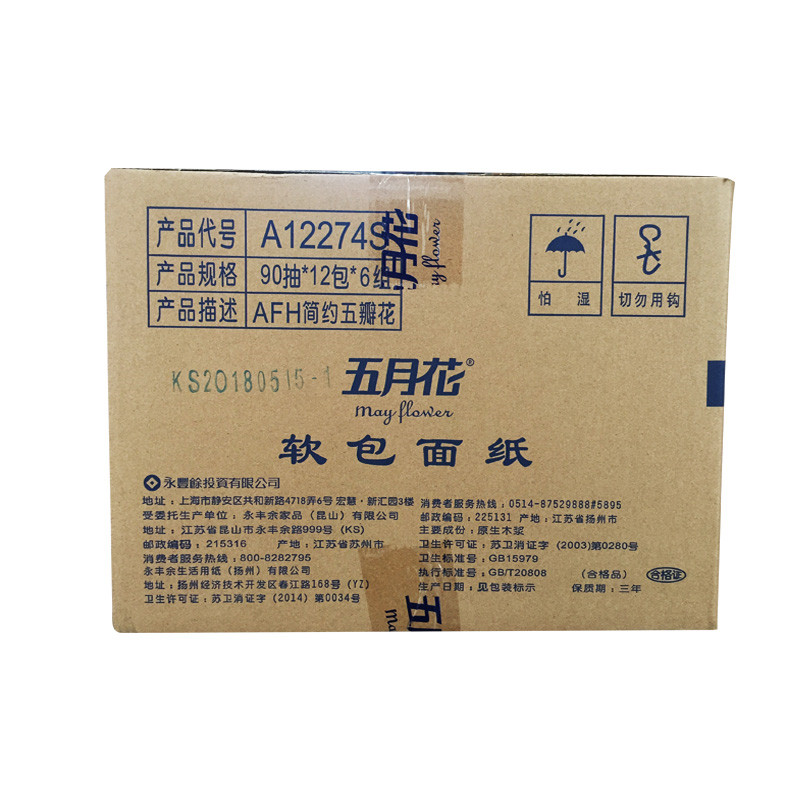 产品代号 A12274S
产品规格 90抽*12包*6组
产品描述 AFH简约五瓣花
五月花
May flower
怕 湿
切勿用钩
KS20180515-1
五月花®
May flower
软包面纸
永豐餘投資有限公司
地址：上海市静安区共和新路4718弄6号 宏慧·新汇园3楼
受委托生产单位：永丰余家品（昆山）有限公司
地址：江苏省昆山市永丰余路999号（KS）
邮政编码：215316 产地：江苏省苏州市
消费者服务热线：800-8282795
永丰余生活用纸（扬州）有限公司
地址：扬州经济技术开发区春江路168号（YZ）
卫生许可证：苏卫消证字（2014）第0034号
消费者服务热线：0514-87529888#5895
邮政编码：225131 产地：江苏省扬州市
主要成份：原生木浆
卫生许可证：苏卫消证字（2003)第0280号
卫生标准号：GB15979
执行标准号：GB/T20808 （合格品）
生产日期：见包装标示 保质期：三年
合格证
五月花
May flower